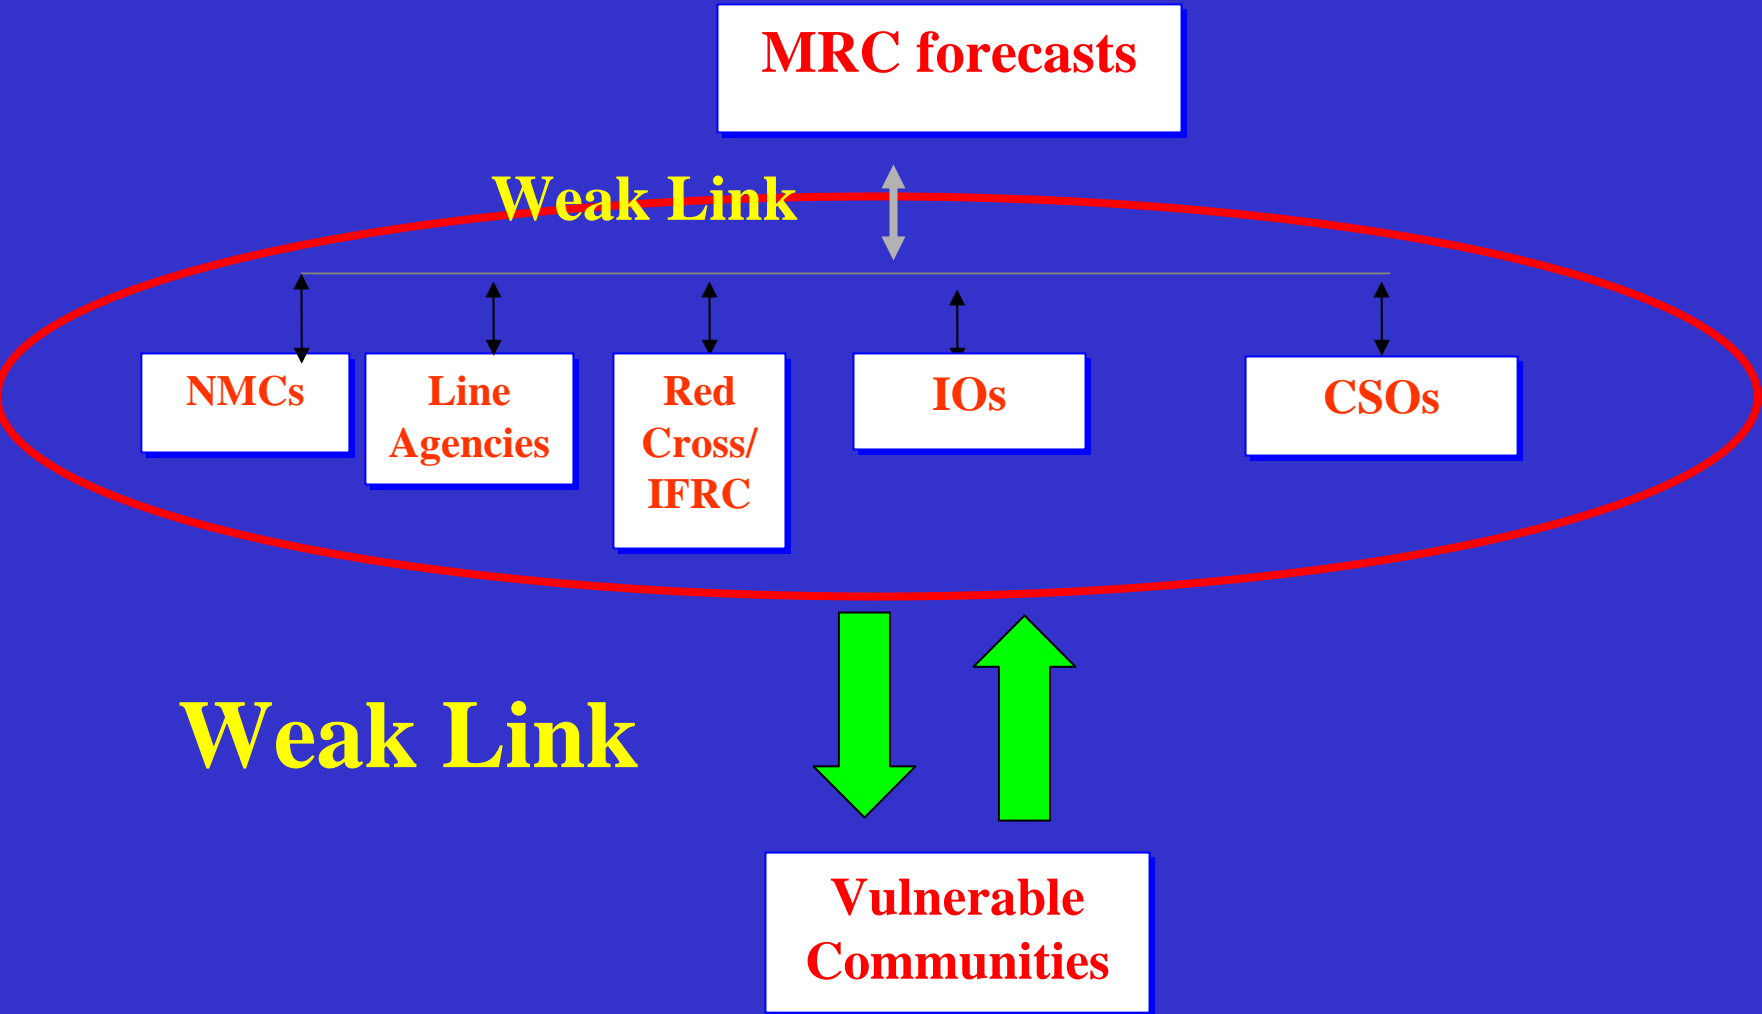 MRC forecasts
Weak Link
NMCs
Line
Agencies
Red
Cross/
IFRC
IOs
CSOs
Weak Link
Vulnerable
Communities